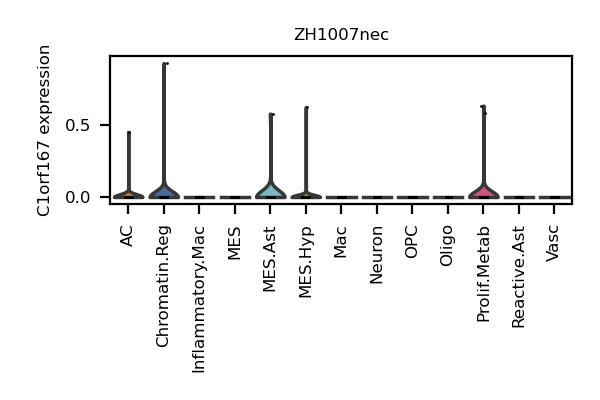 ZH1007nec
C1orf167 expression
0.5
0.0
AC
Chromatin.Reg
Inflammatory.Mac
MES
MES.Ast
MES.Hyp
Mac
Neuron
OPC
Oligo
Prolif.Metab
Reactive.Ast
Vasc